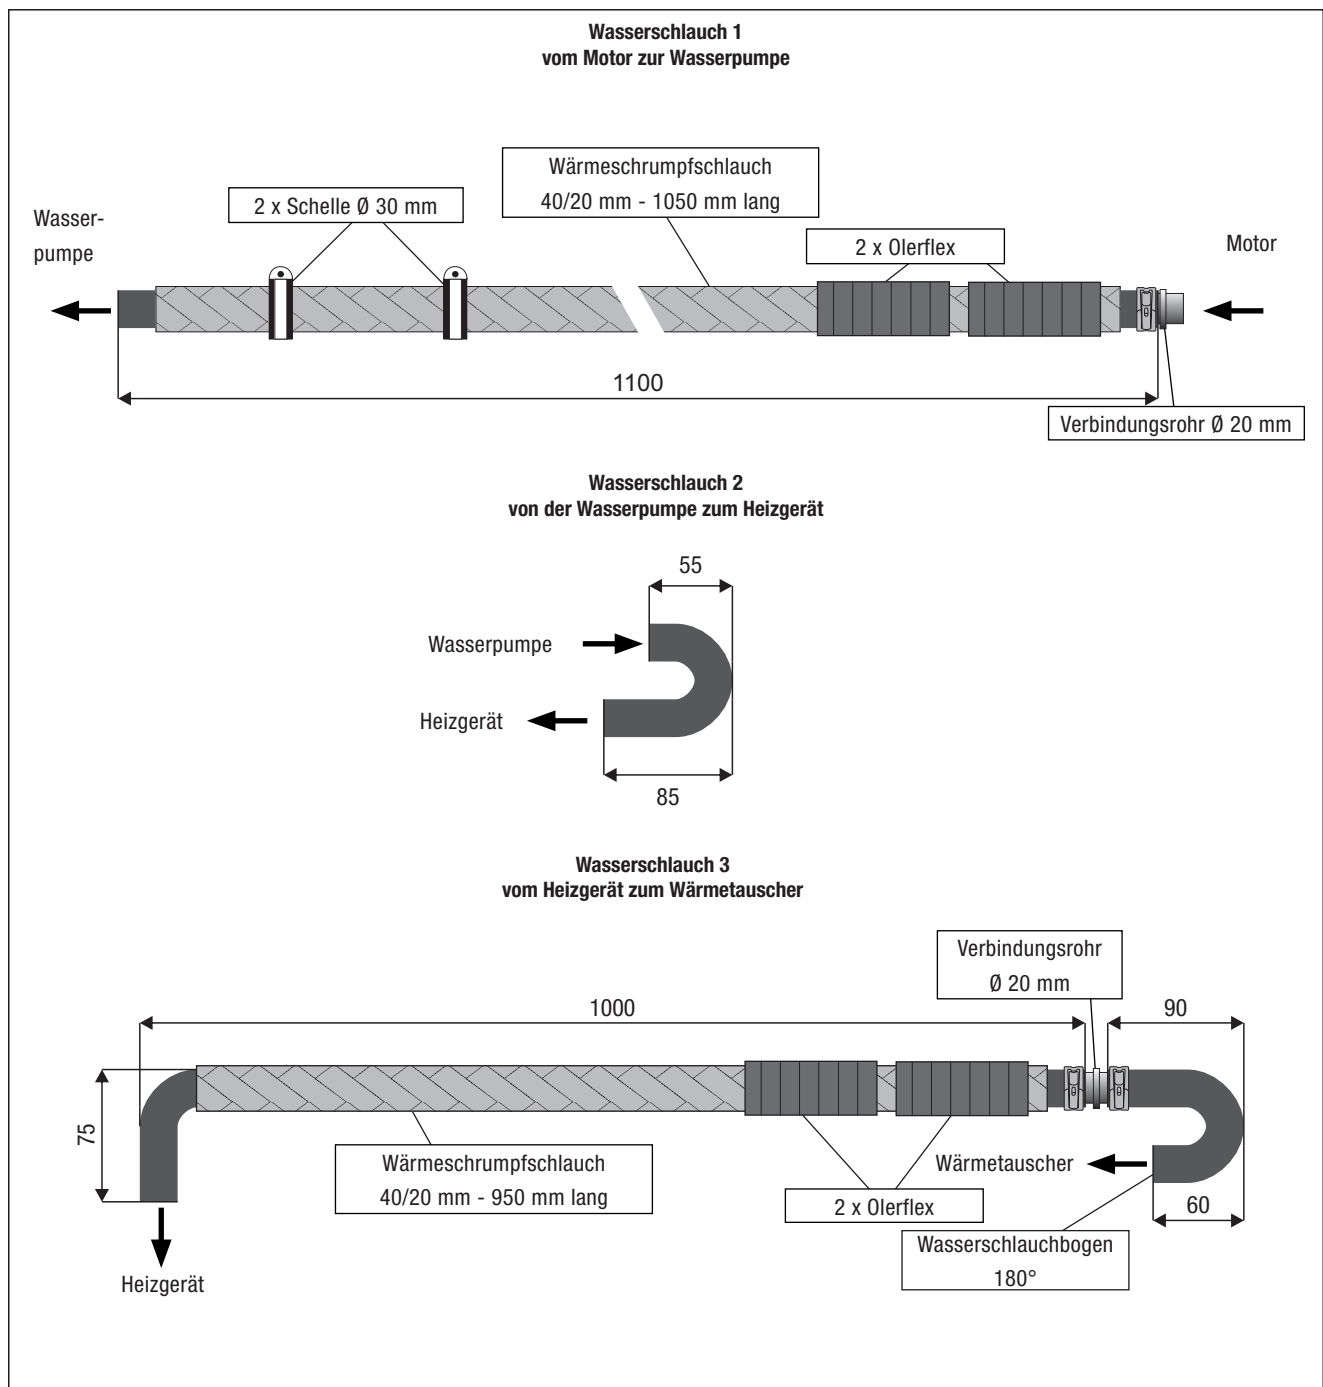 Wasserschlauch 1
vom Motor zur Wasserpumpe
Wärmeschrumpfschlauch
40/20 mm - 1050 mm lang
2 x Schelle Ø 30 mm
Wasser-
pumpe
2 x Olerflex
Motor
1100
Verbindungsrohr Ø 20 mm
Wasserschlauch 2
von der Wasserpumpe zum Heizgerät
55
Wasserpumpe
Heizgerät
85
Wasserschlauch 3
vom Heizgerät zum Wärmetauscher
Verbindungsrohr
Ø 20 mm
1000
90
75
Wärmeschrumpfschlauch
40/20 mm - 950 mm lang
Wärmetauscher
2 x Olerflex
60
Wasserschlauchbogen
180°
Heizgerät